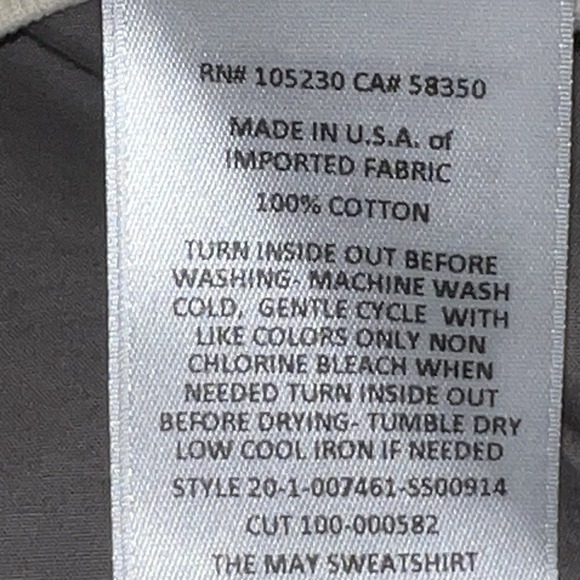 RN# 105230 CA# 58350
MADE IN U.S.A. of
IMPORTED FABRIC
100% COTTON
TURN INSIDE OUT BEFORE
WASHING- MACHINE WASH
COLD, GENTLE CYCLE WITH
LIKE COLORS ONLY NON
CHLORINE BLEACH WHEN
NEEDED TURN INSIDE OUT
BEFORE DRYING- TUMBLE DRY
LOW COOL IRON IF NEEDED
STYLE 20-1-007461-SS00914
CUT 100-000582
THE MAY SWEATSHIRT